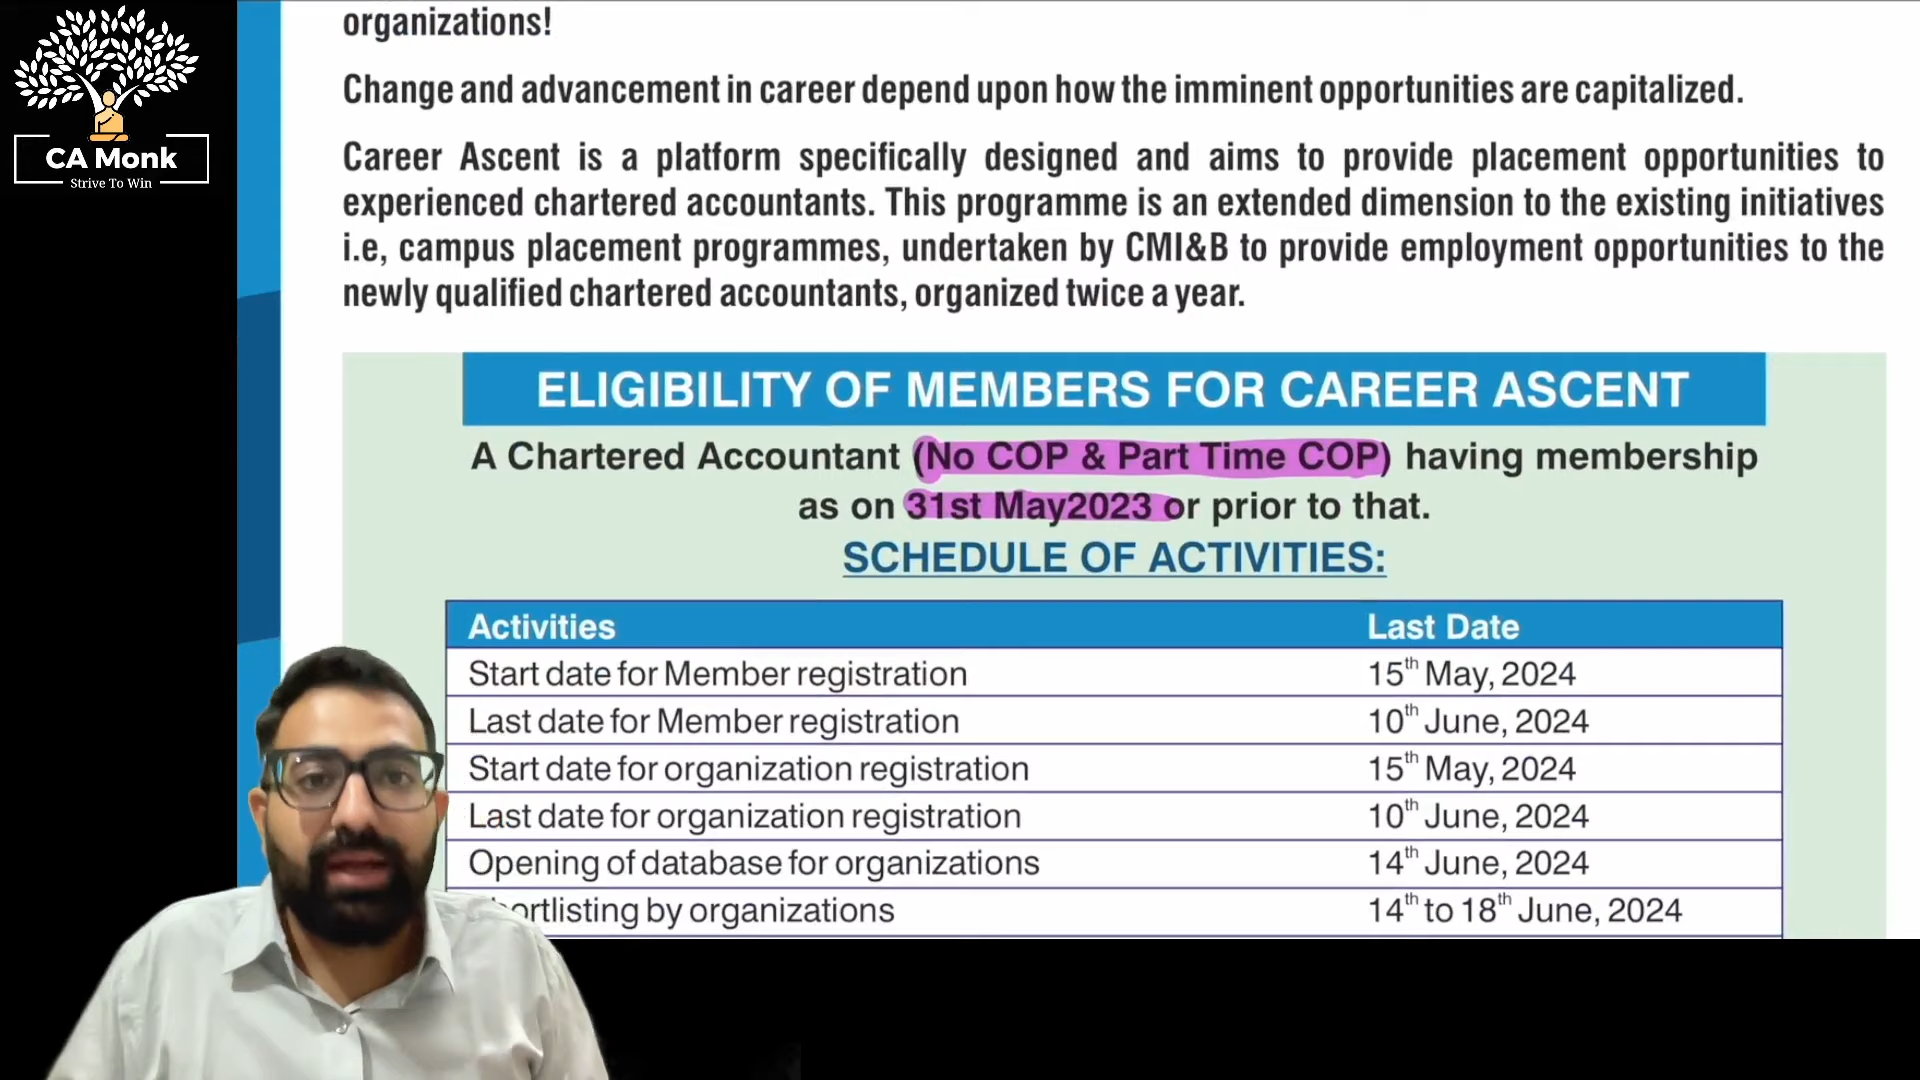 organizations!
Change and advancement in career depend upon how the imminent opportunities are capitalized.
Career Ascent is a platform specifically designed and aims to provide placement opportunities to
experienced chartered accountants. This programme is an extended dimension to the existing initiatives
i.e, campus placement programmes, undertaken by CMI&B to provide employment opportunities to the
newly qualified chartered accountants, organized twice a year.
CA Monk
Strive To Win
ELIGIBILITY OF MEMBERS FOR CAREER ASCENT
A Chartered Accountant (No COP & Part Time COP) having membership
as on 31st May2023 or prior to that.
SCHEDULE OF ACTIVITIES:
Activities Last Date
Start date for Member registration 15th May, 2024
Last date for Member registration 10th June, 2024
Start date for organization registration 15th May, 2024
Last date for organization registration 10th June, 2024
Opening of database for organizations 14th June, 2024
by organizations 14th to 18th June, 2024